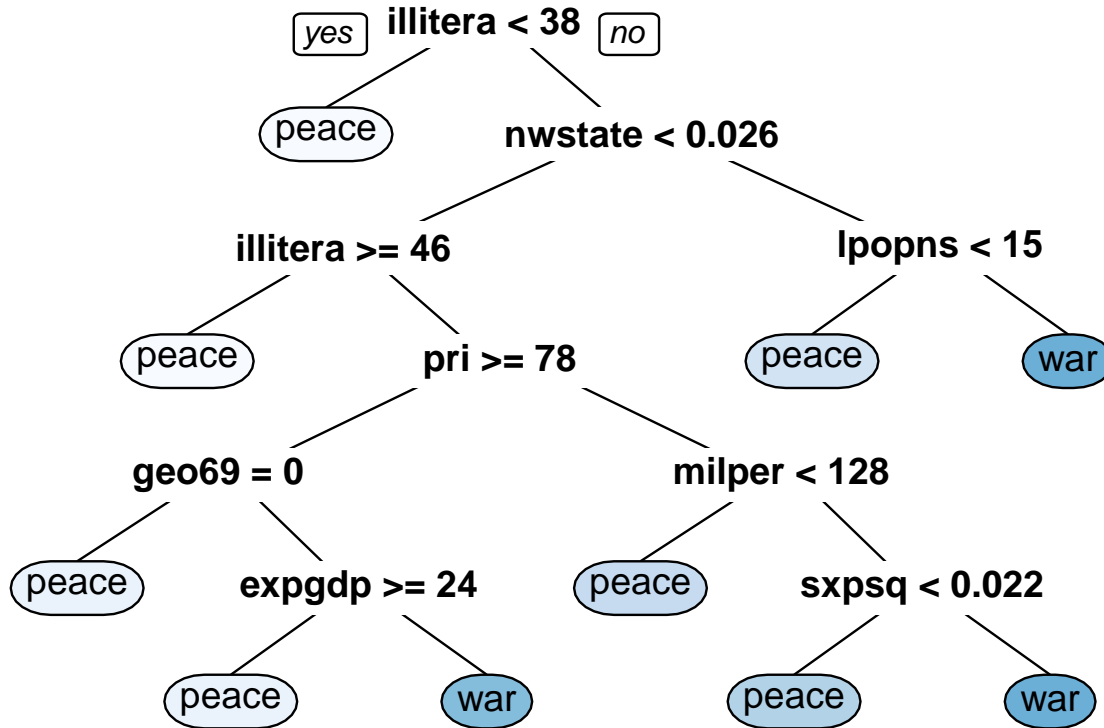 yes illitera < 38 no
peace nwstate < 0.026
illitera >= 46 lpopns < 15
peace pri >= 78 peace war
geo69 = 0 milper < 128
peace expgdp >= 24 peace sxpsq < 0.022
peace war peace war